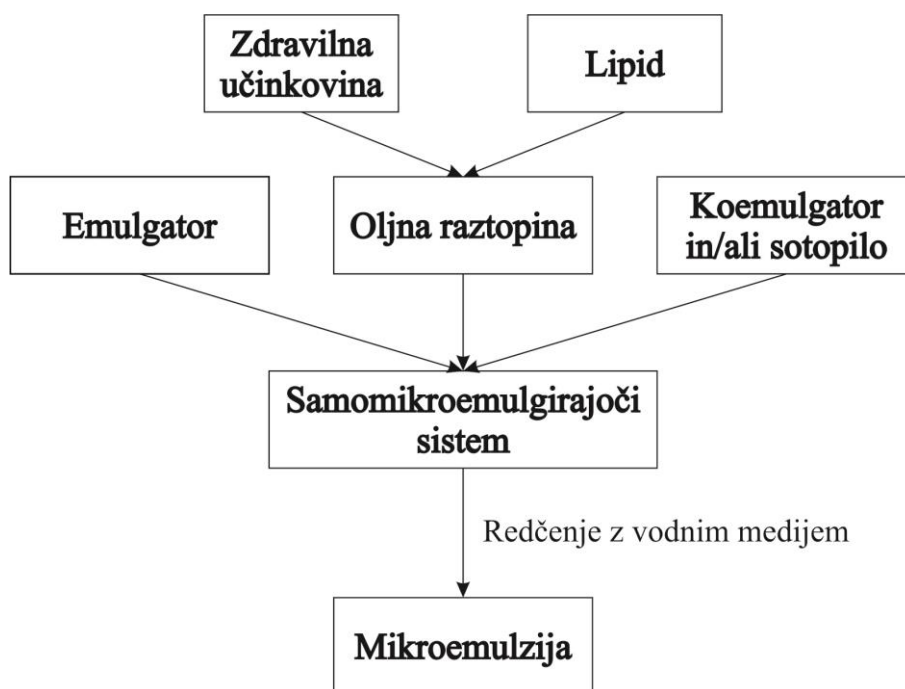 Zdravilna
učinkovina
Lipid
Emulgator
Oljna raztopina
Koemulgator
in/ali sotopilo
Samomikroemulgirajoči
sistem
Redčenje z vodnim medijem
Mikroemulzija